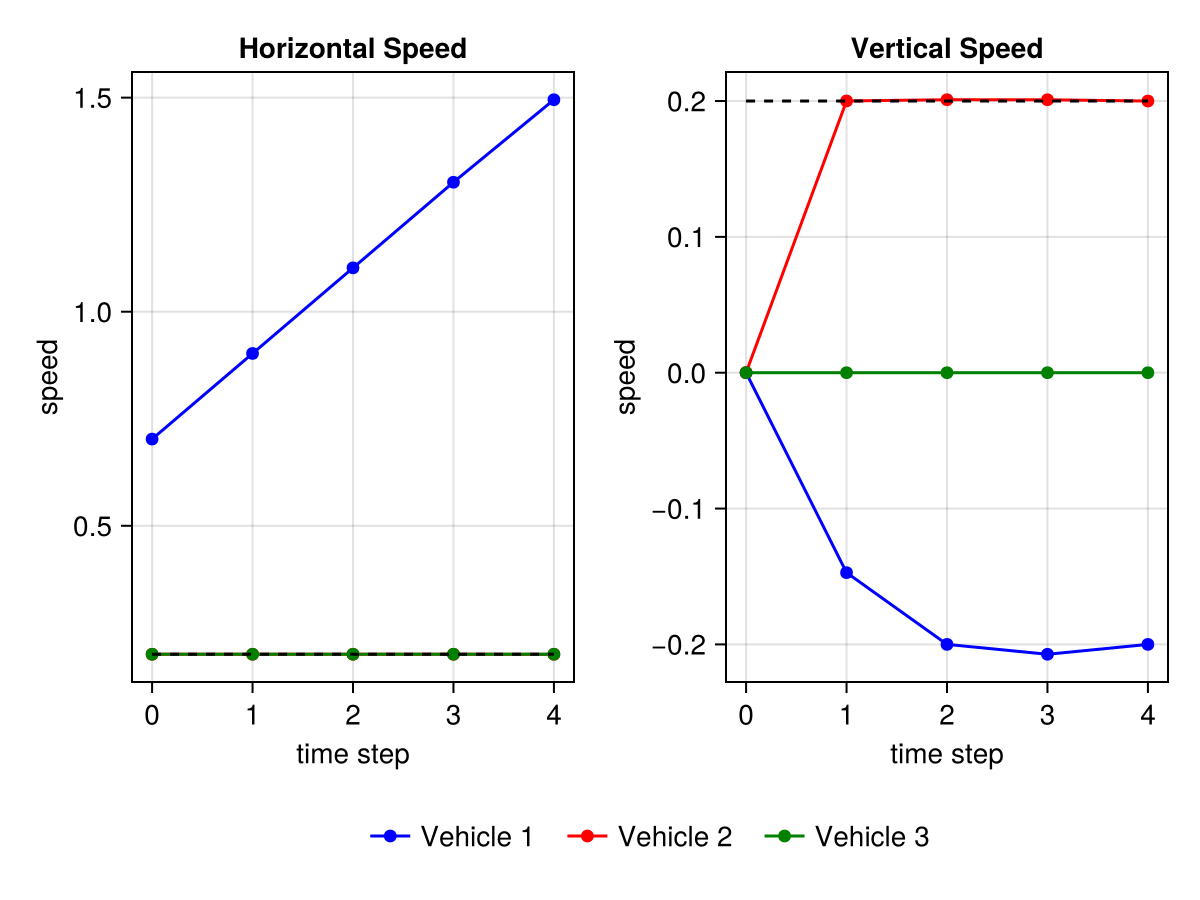 Horizontal Speed
1.5
1.0
0.5
speed
0 1 2 3 4
time step
Vertical Speed
0.2
0.1
0.0
−0.1
−0.2
speed
0 1 2 3 4
time step
Vehicle 1 Vehicle 2 Vehicle 3